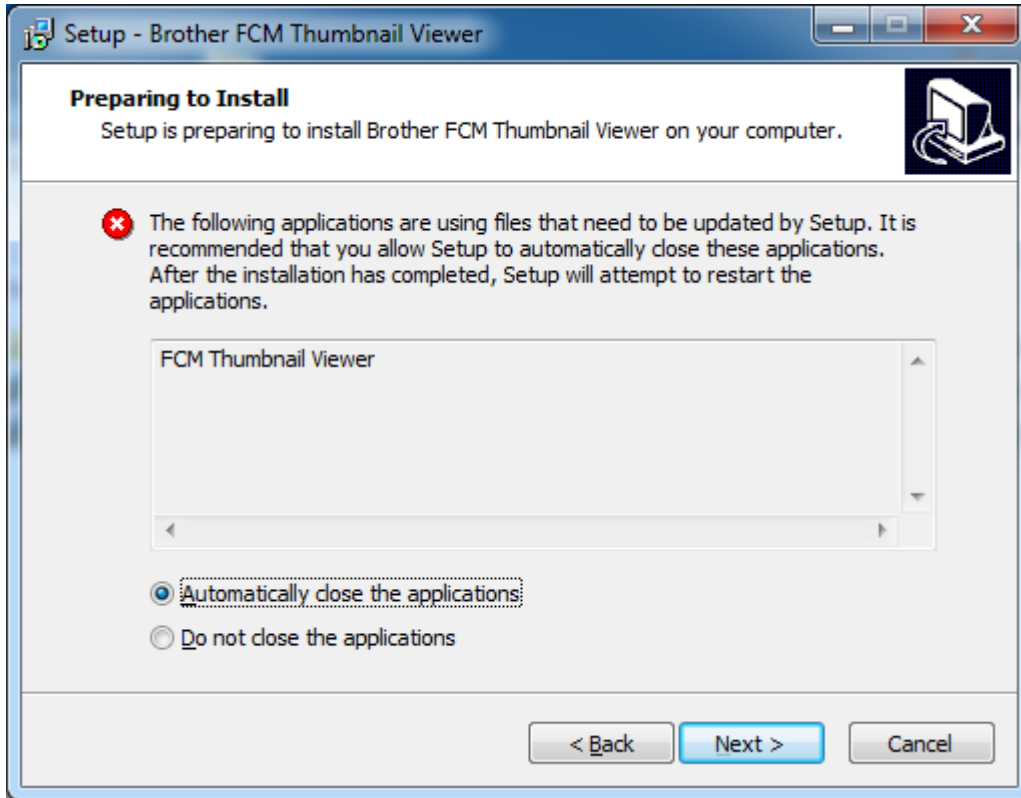 Setup - Brother FCM Thumbnail Viewer
Preparing to Install
Setup is preparing to install Brother FCM Thumbnail Viewer on your computer.
The following applications are using files that need to be updated by Setup. It is
recommended that you allow Setup to automatically close these applications.
After the installation has completed, Setup will attempt to restart the
applications.
FCM Thumbnail Viewer
Automatically close the applications
Do not close the applications
< Back Next > Cancel